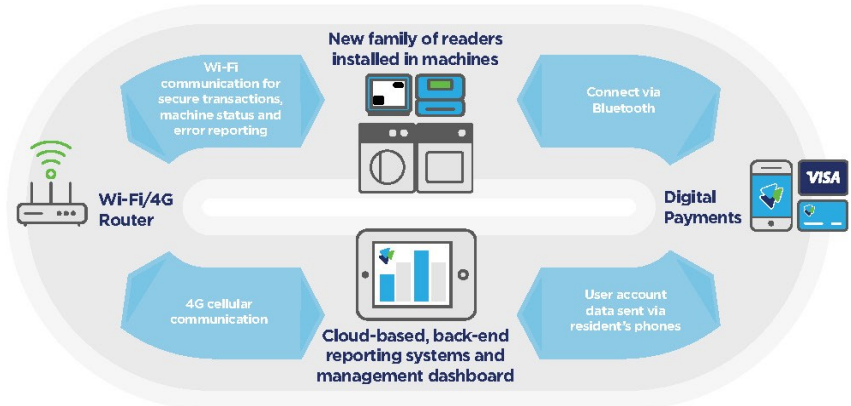 New family of readers
installed in machines
Wi-Fi
communication for
secure transactions,
machine status and
error reporting
Connect via
Bluetooth
Wi-Fi/4G
Router
Digital
Payments
VISA
4G cellular
communication
User account
data sent via
resident's phones
Cloud-based, back-end
reporting systems and
management dashboard